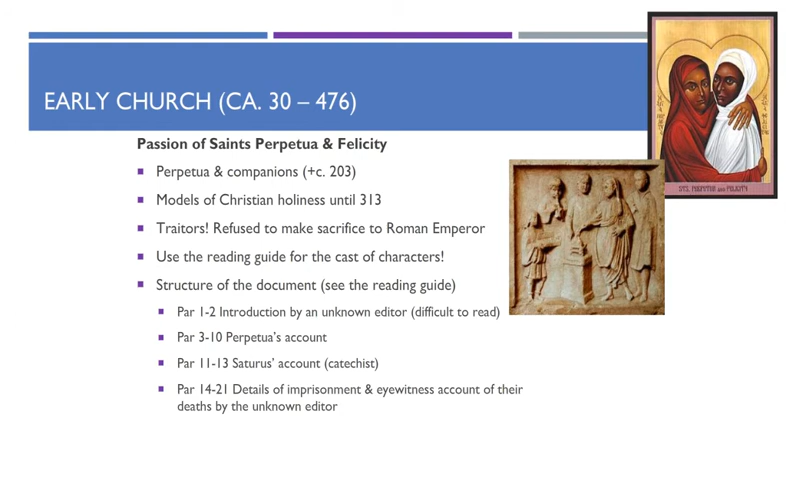 EARLY CHURCH (CA. 30 – 476)
Passion of Saints Perpetua & Felicity
Perpetua & companions (+c. 203)
Models of Christian holiness until 313
Traitors! Refused to make sacrifice to Roman Emperor
Use the reading guide for the cast of characters!
Structure of the document (see the reading guide)
Par 1-2 Introduction by an unknown editor (difficult to read)
Par 3-10 Perpetua's account
Par 11-13 Saturus' account (catechist)
Par 14-21 Details of imprisonment & eyewitness account of their
deaths by the unknown editor
STS. PERPETUA AND FELICITY